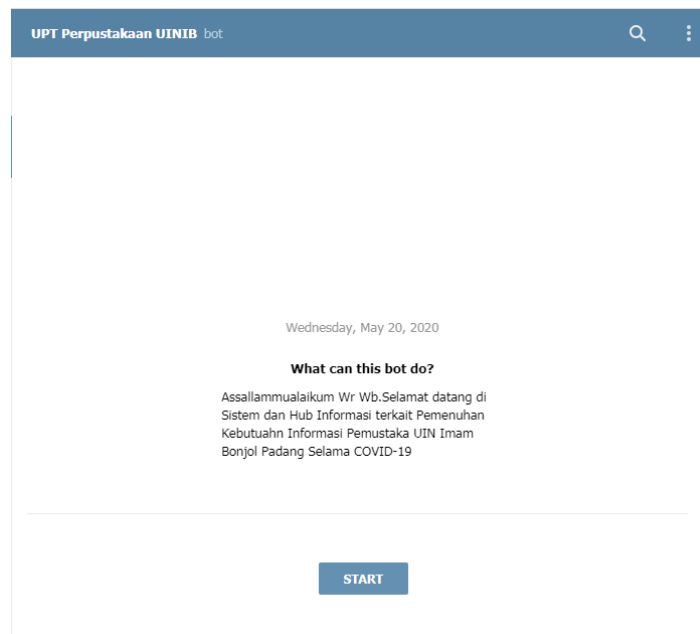 UPT Perpustakaan UINIB bot
Wednesday, May 20, 2020
What can this bot do?
Assallammualaikum Wr Wb.Selamat datang di
Sistem dan Hub Informasi terkait Pemenuhan
Kebutuahn Informasi Pemustaka UIN Imam
Bonjol Padang Selama COVID-19
START